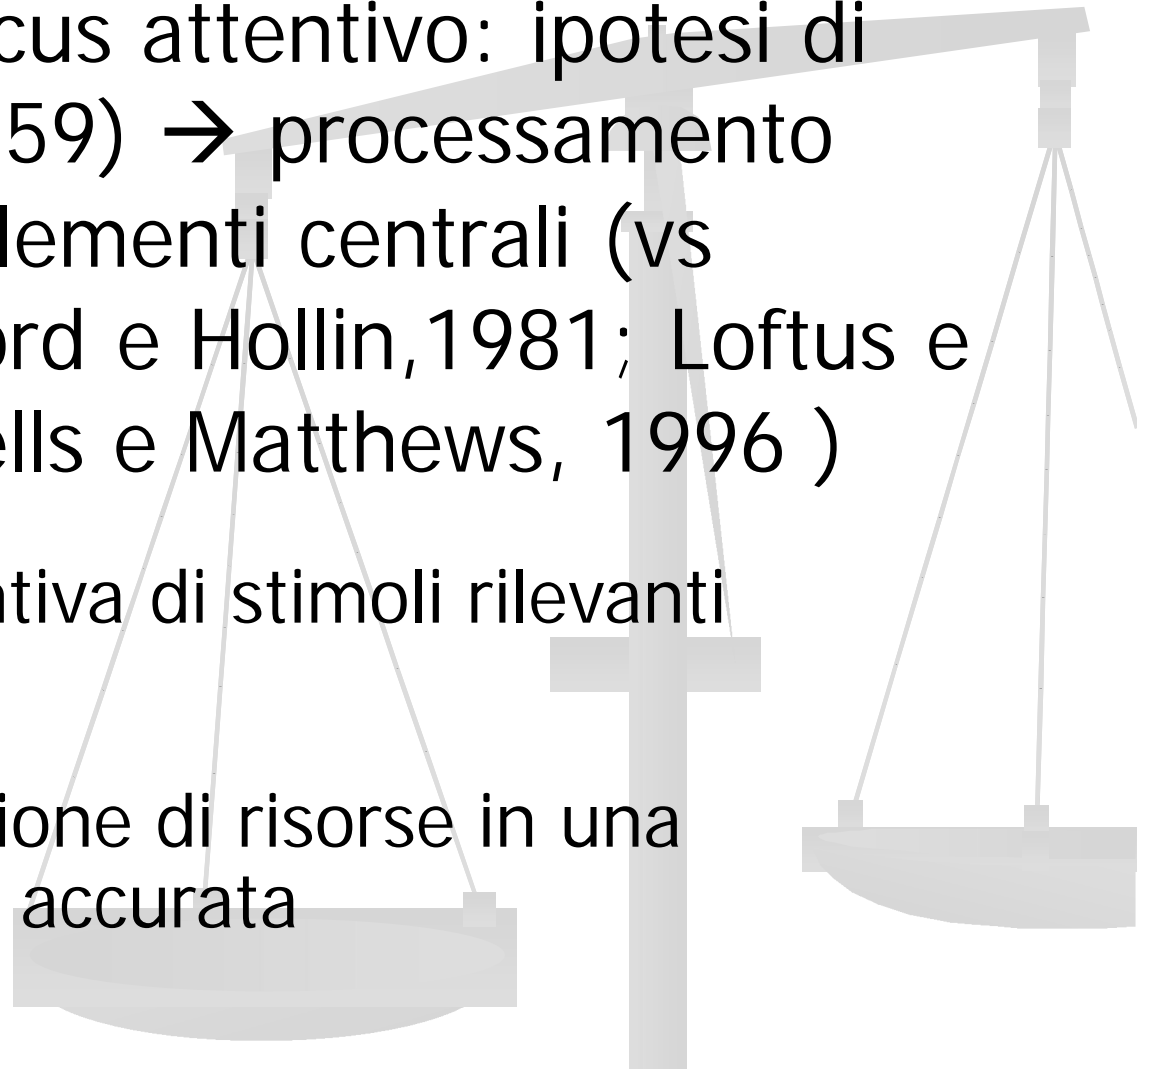 cus attentivo: ipotesi di
59) → processamento
lementi centrali (vs
ord e Hollin,1981; Loftus e
ells e Matthews, 1996 )
ntiva di stimoli rilevanti
ione di risorse in una
accurata